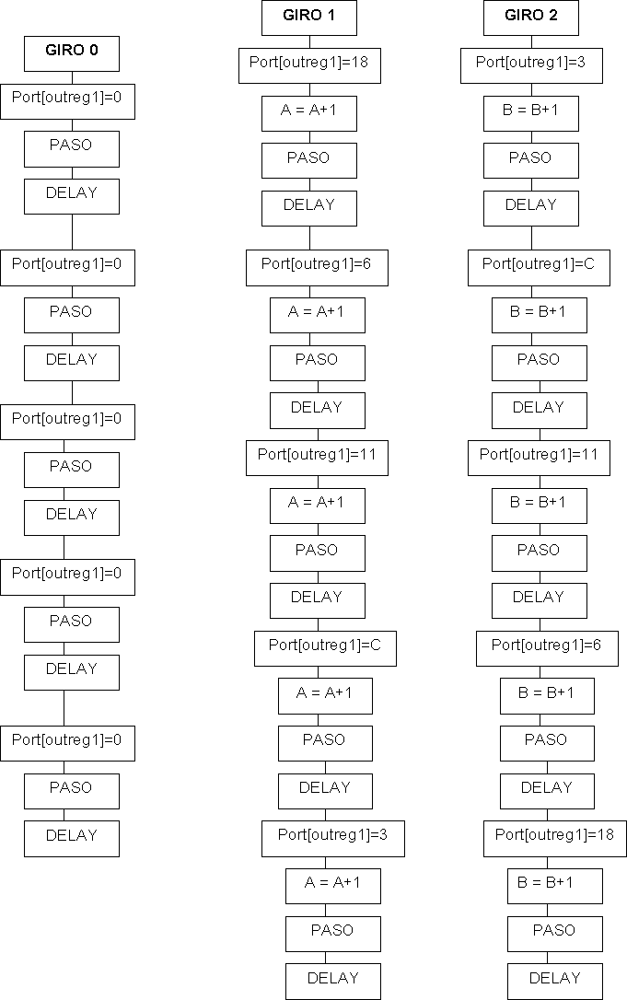 GIRO 0
Port[outreg1]=0
PASO
DELAY
Port[outreg1]=0
PASO
DELAY
Port[outreg1]=0
PASO
DELAY
Port[outreg1]=0
PASO
DELAY
Port[outreg1]=0
PASO
DELAY
GIRO 1
Port[outreg1]=18
A = A+1
PASO
DELAY
Port[outreg1]=6
A = A+1
PASO
DELAY
Port[outreg1]=11
A = A+1
PASO
DELAY
Port[outreg1]=C
A = A+1
PASO
DELAY
Port[outreg1]=3
A = A+1
PASO
DELAY
GIRO 2
Port[outreg1]=3
B = B+1
PASO
DELAY
Port[outreg1]=C
B = B+1
PASO
DELAY
Port[outreg1]=11
B = B+1
PASO
DELAY
Port[outreg1]=6
B = B+1
PASO
DELAY
Port[outreg1]=18
B = B+1
PASO
DELAY